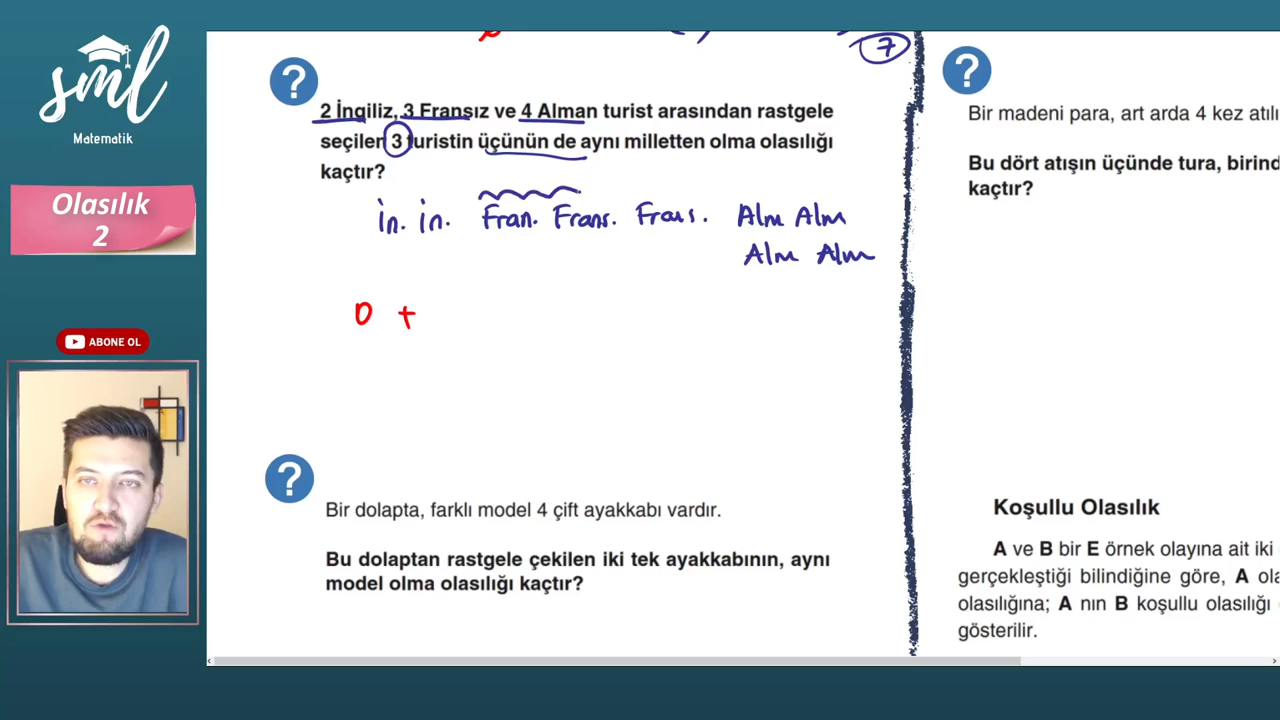 sml
Matematik
Olasılık
2
ABONE OL
7
2 İngiliz, 3 Fransız ve 4 Alman turist arasından rastgele
seçilen 3 turistin üçünün de aynı milletten olma olasılığı
kaçtır?
in. in. Fran. Frans. Frans. Alm Alm
Alm Alm
0 +
Bir dolapta, farklı model 4 çift ayakkabı vardır.
Bu dolaptan rastgele çekilen iki tek ayakkabının, aynı
model olma olasılığı kaçtır?
Bir madeni para, art arda 4 kez atılı
Bu dört atışın üçünde tura, birind
kaçtır?
Koşullu Olasılık
A ve B bir E örnek olayına ait iki
gerçekleştiği bilindiğine göre, A ola
olasılığına; A nın B koşullu olasılığı
gösterilir.